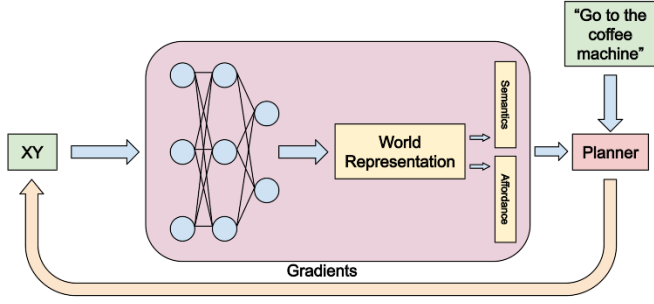 “Go to the
coffee
machine”
XY
World
Representation
Semantics
Affordance
Planner
Gradients